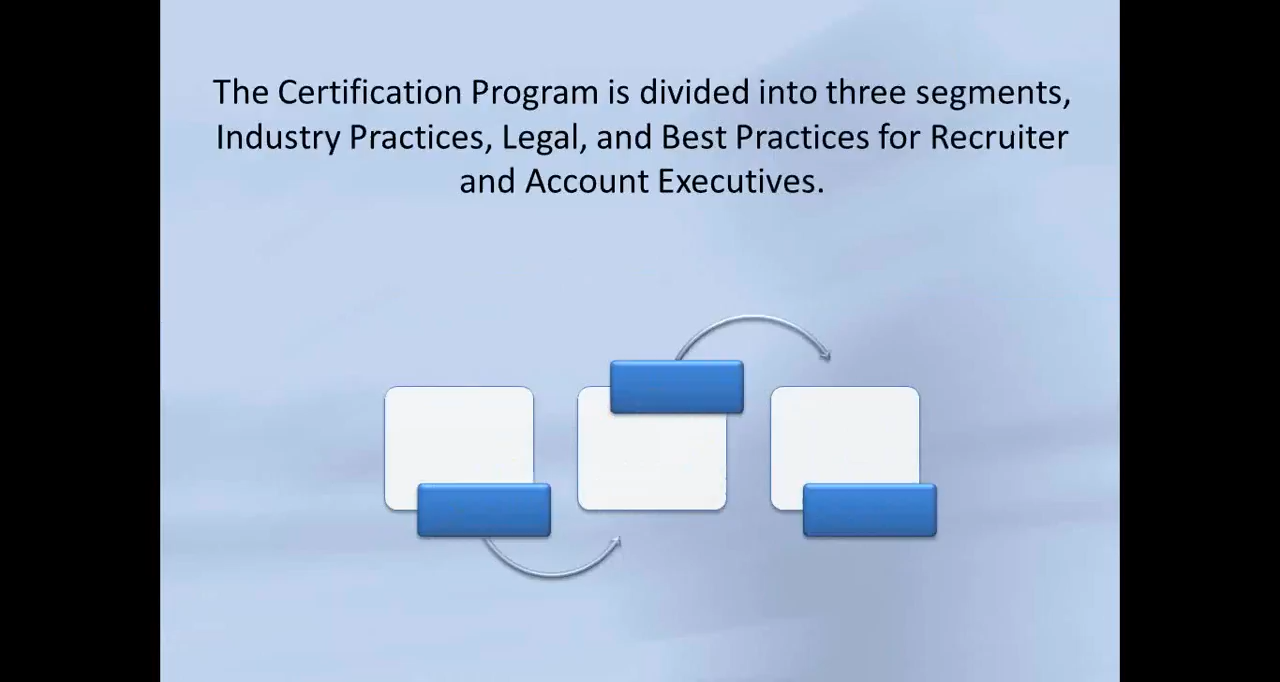 The Certification Program is divided into three segments,
Industry Practices, Legal, and Best Practices for Recruiter
and Account Executives.